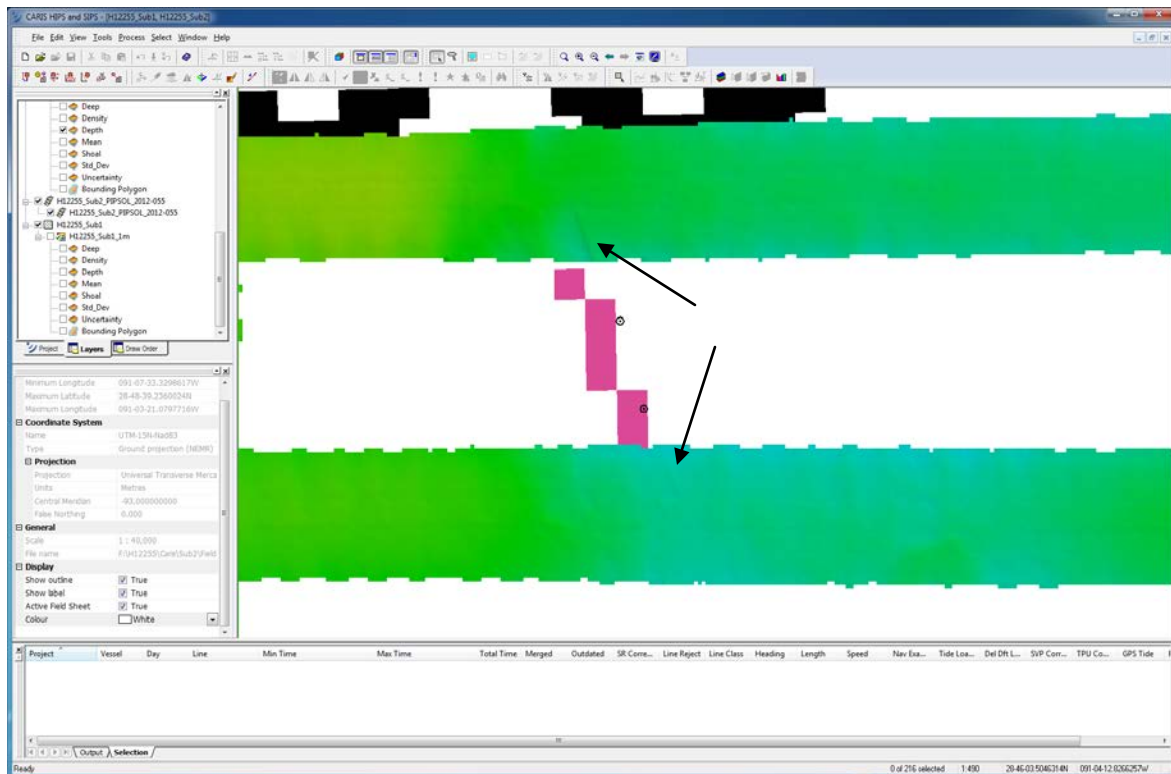 CARIS HIPS and SIPS - [H12255_Sub1, H12255_Sub2]
File Edit View Tools Process Select Window Help
Deep
Density
Depth
Mean
Shoal
Std_Dev
Uncertainty
Bounding Polygon
H12255_Sub2_PIPSOL_2012-055
H12255_Sub2_PIPSOL_2012-055
H12255_Sub1
H12255_Sub1_1m
Deep
Density
Depth
Mean
Shoal
Std_Dev
Uncertainty
Bounding Polygon
Project Layers Draw Order
Minimum Longitude 091-07-33.3298617W
Maximum Latitude 28-48-39.2360024N
Maximum Longitude 091-03-21.0797716W
Coordinate System
Name UTM-15N-Nad83
Type Ground projection (NEMR)
Projection
Projection Universal Transverse Merca
Units Metres
Central Meridian -93.000000000
False Northing 0.000
General
Scale 1 : 40,000
File name
Display
Show outline True
Show label True
Active Field Sheet True
Colour White
Project Vessel Day Line Min Time Max Time Total Time Merged Outdated SR Corre... Line Reject Line Class Heading Length Speed Nav Exa... Tide Loa... Del Dft L... SVP Corr... TPU Co... GPS Tide
Output Selection
Ready 0 of 216 selected 1:490 28-46-03.5046314N 091-04-12.8266257W